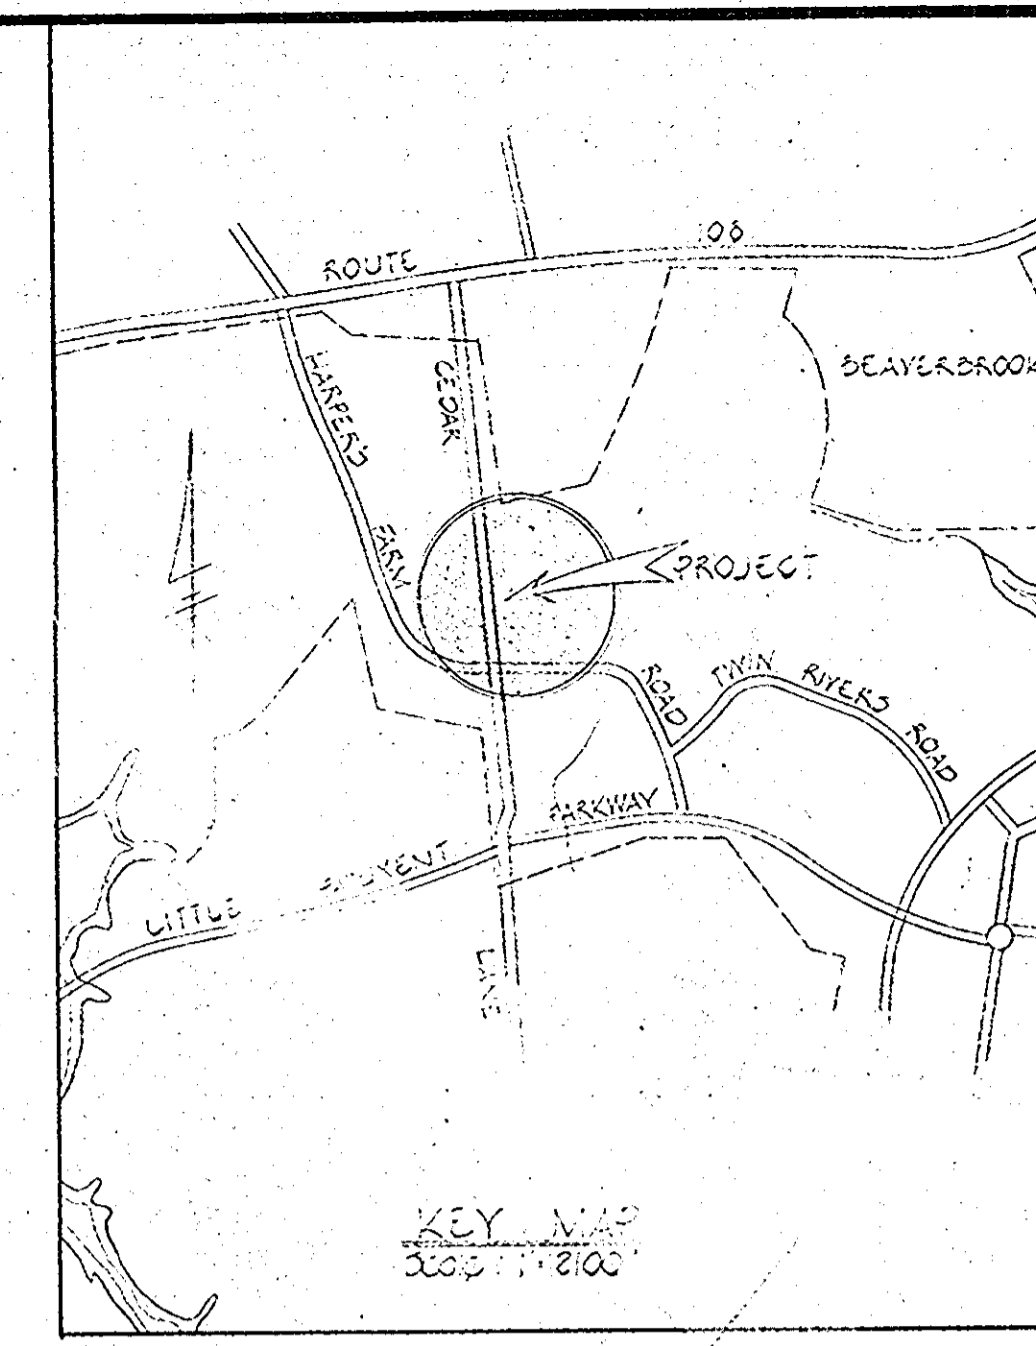 ROUTE
108
BEAVERBROOK
HARPER'S
CEDAR
FARM
PROJECT
ROAD
TWIN
RIVERS
ROAD
PARKWAY
LITTLE
LANE
KEY MAP